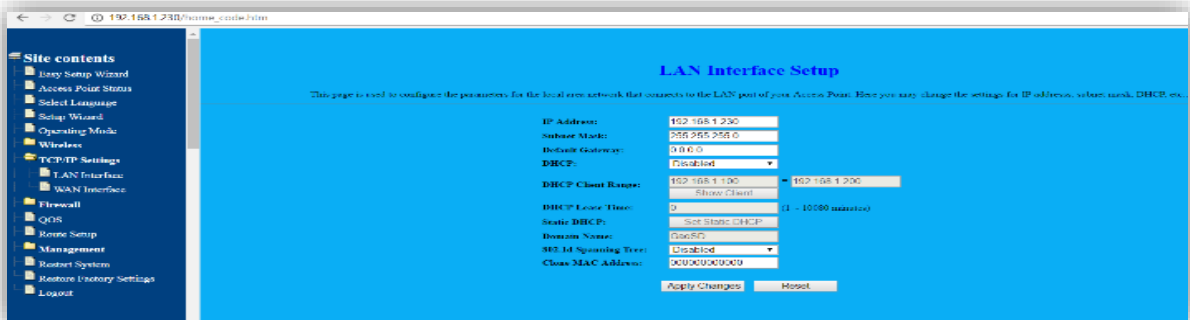 192.168.1.230/home_code.htm
Site contents
Easy Setup Wizard
Access Point Status
Select Language
Setup Wizard
Operating Mode
Wireless
TCP/IP Settings
LAN Interface
WAN Interface
Firewall
QOS
Route Setup
Management
Restart System
Restore Factory Settings
Logout
LAN Interface Setup
This page is used to configure the parameters for the local area network that connects to the LAN port of your Access Point. Here you may change the settings for IP address, subnet mask, DHCP, etc..
IP Address: 192.168.1.230
Subnet Mask: 255.255.255.0
Default Gateway: 0.0.0.0
DHCP: Disabled
DHCP Client Range: 192.168.1.100 - 192.168.1.200
Show Client
DHCP Lease Time: 0 (1 ~ 10080 minutes)
Static DHCP: Set Static DHCP
Domain Name:
802.1d Spanning Tree: Disabled
Clone MAC Address: 000000000000
Apply Changes Reset